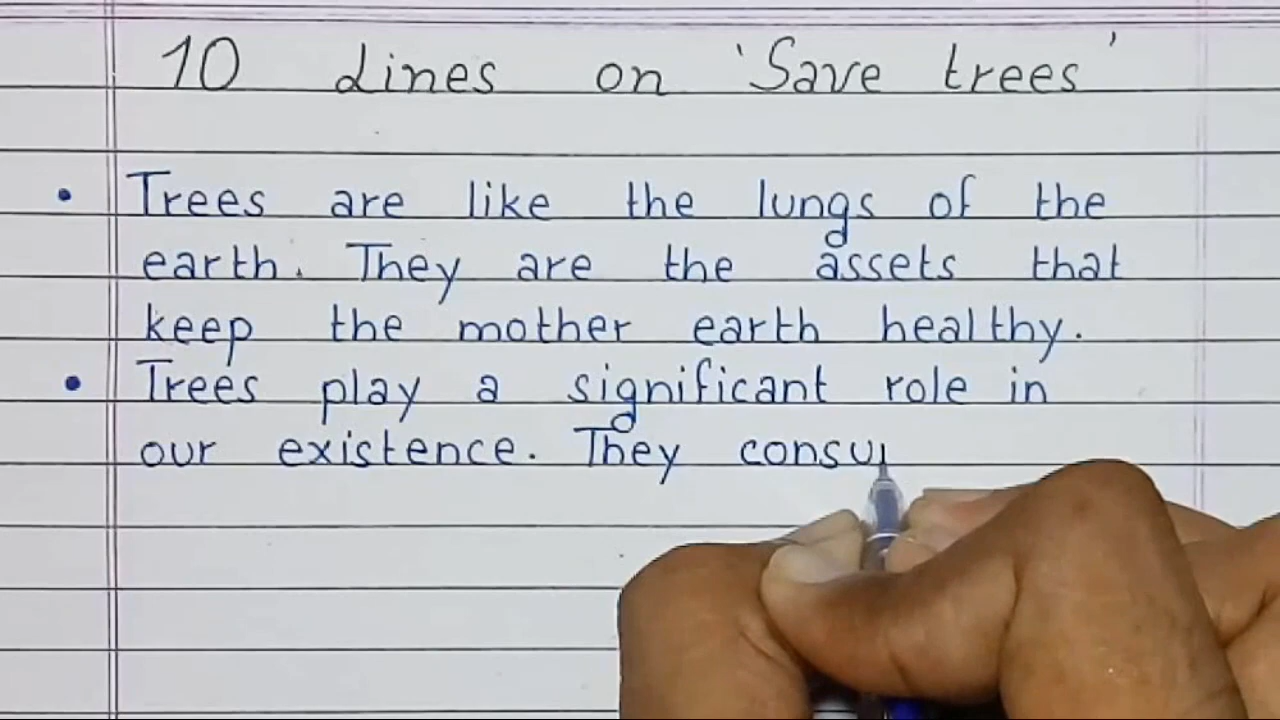 10 Lines on 'Save trees'
• Trees are like the lungs of the
earth. They are the assets that
keep the mother earth healthy.
• Trees play a significant role in
our existence. They consu